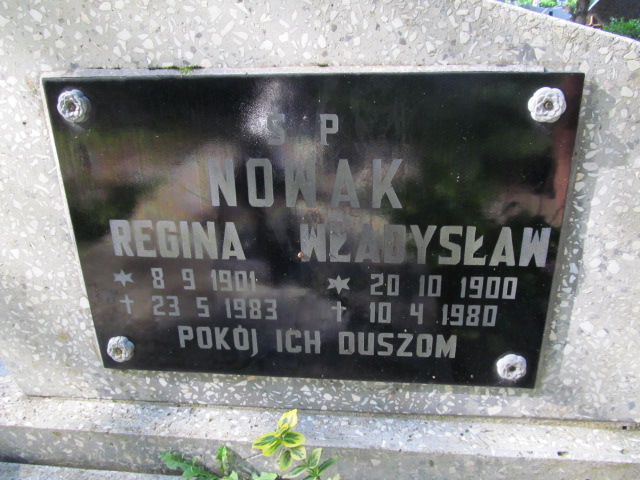 Ś P
NOWAK
REGINA WŁADYSŁAW
* 8 9 1901 * 20 10 1900
† 23 5 1983 † 10 4 1980
POKÓJ ICH DUSZOM